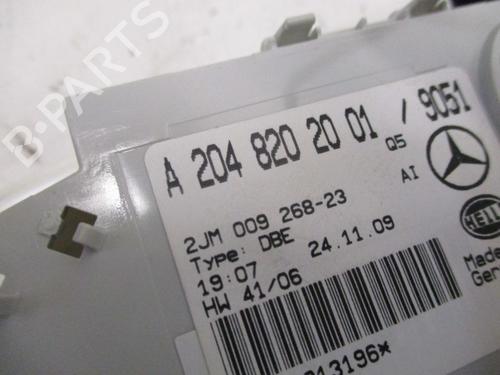 B-PARTS
A 204 820 20 01 / 9051
Q5
AI
2JM 009 268-23
Type: DBE
19:07 24.11.09
HW 41/06
HELLA
Made
Ger
013196*